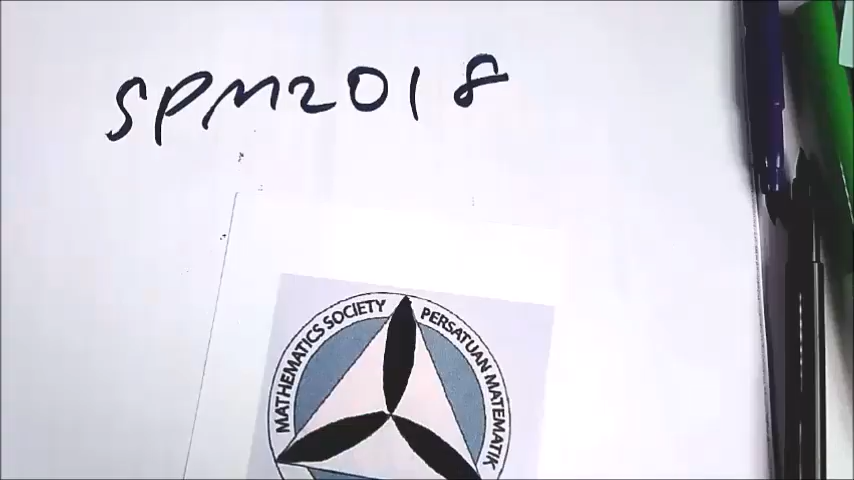 SPM2018
MATHEMATICS SOCIETY
PERSATUAN MATEMATIK